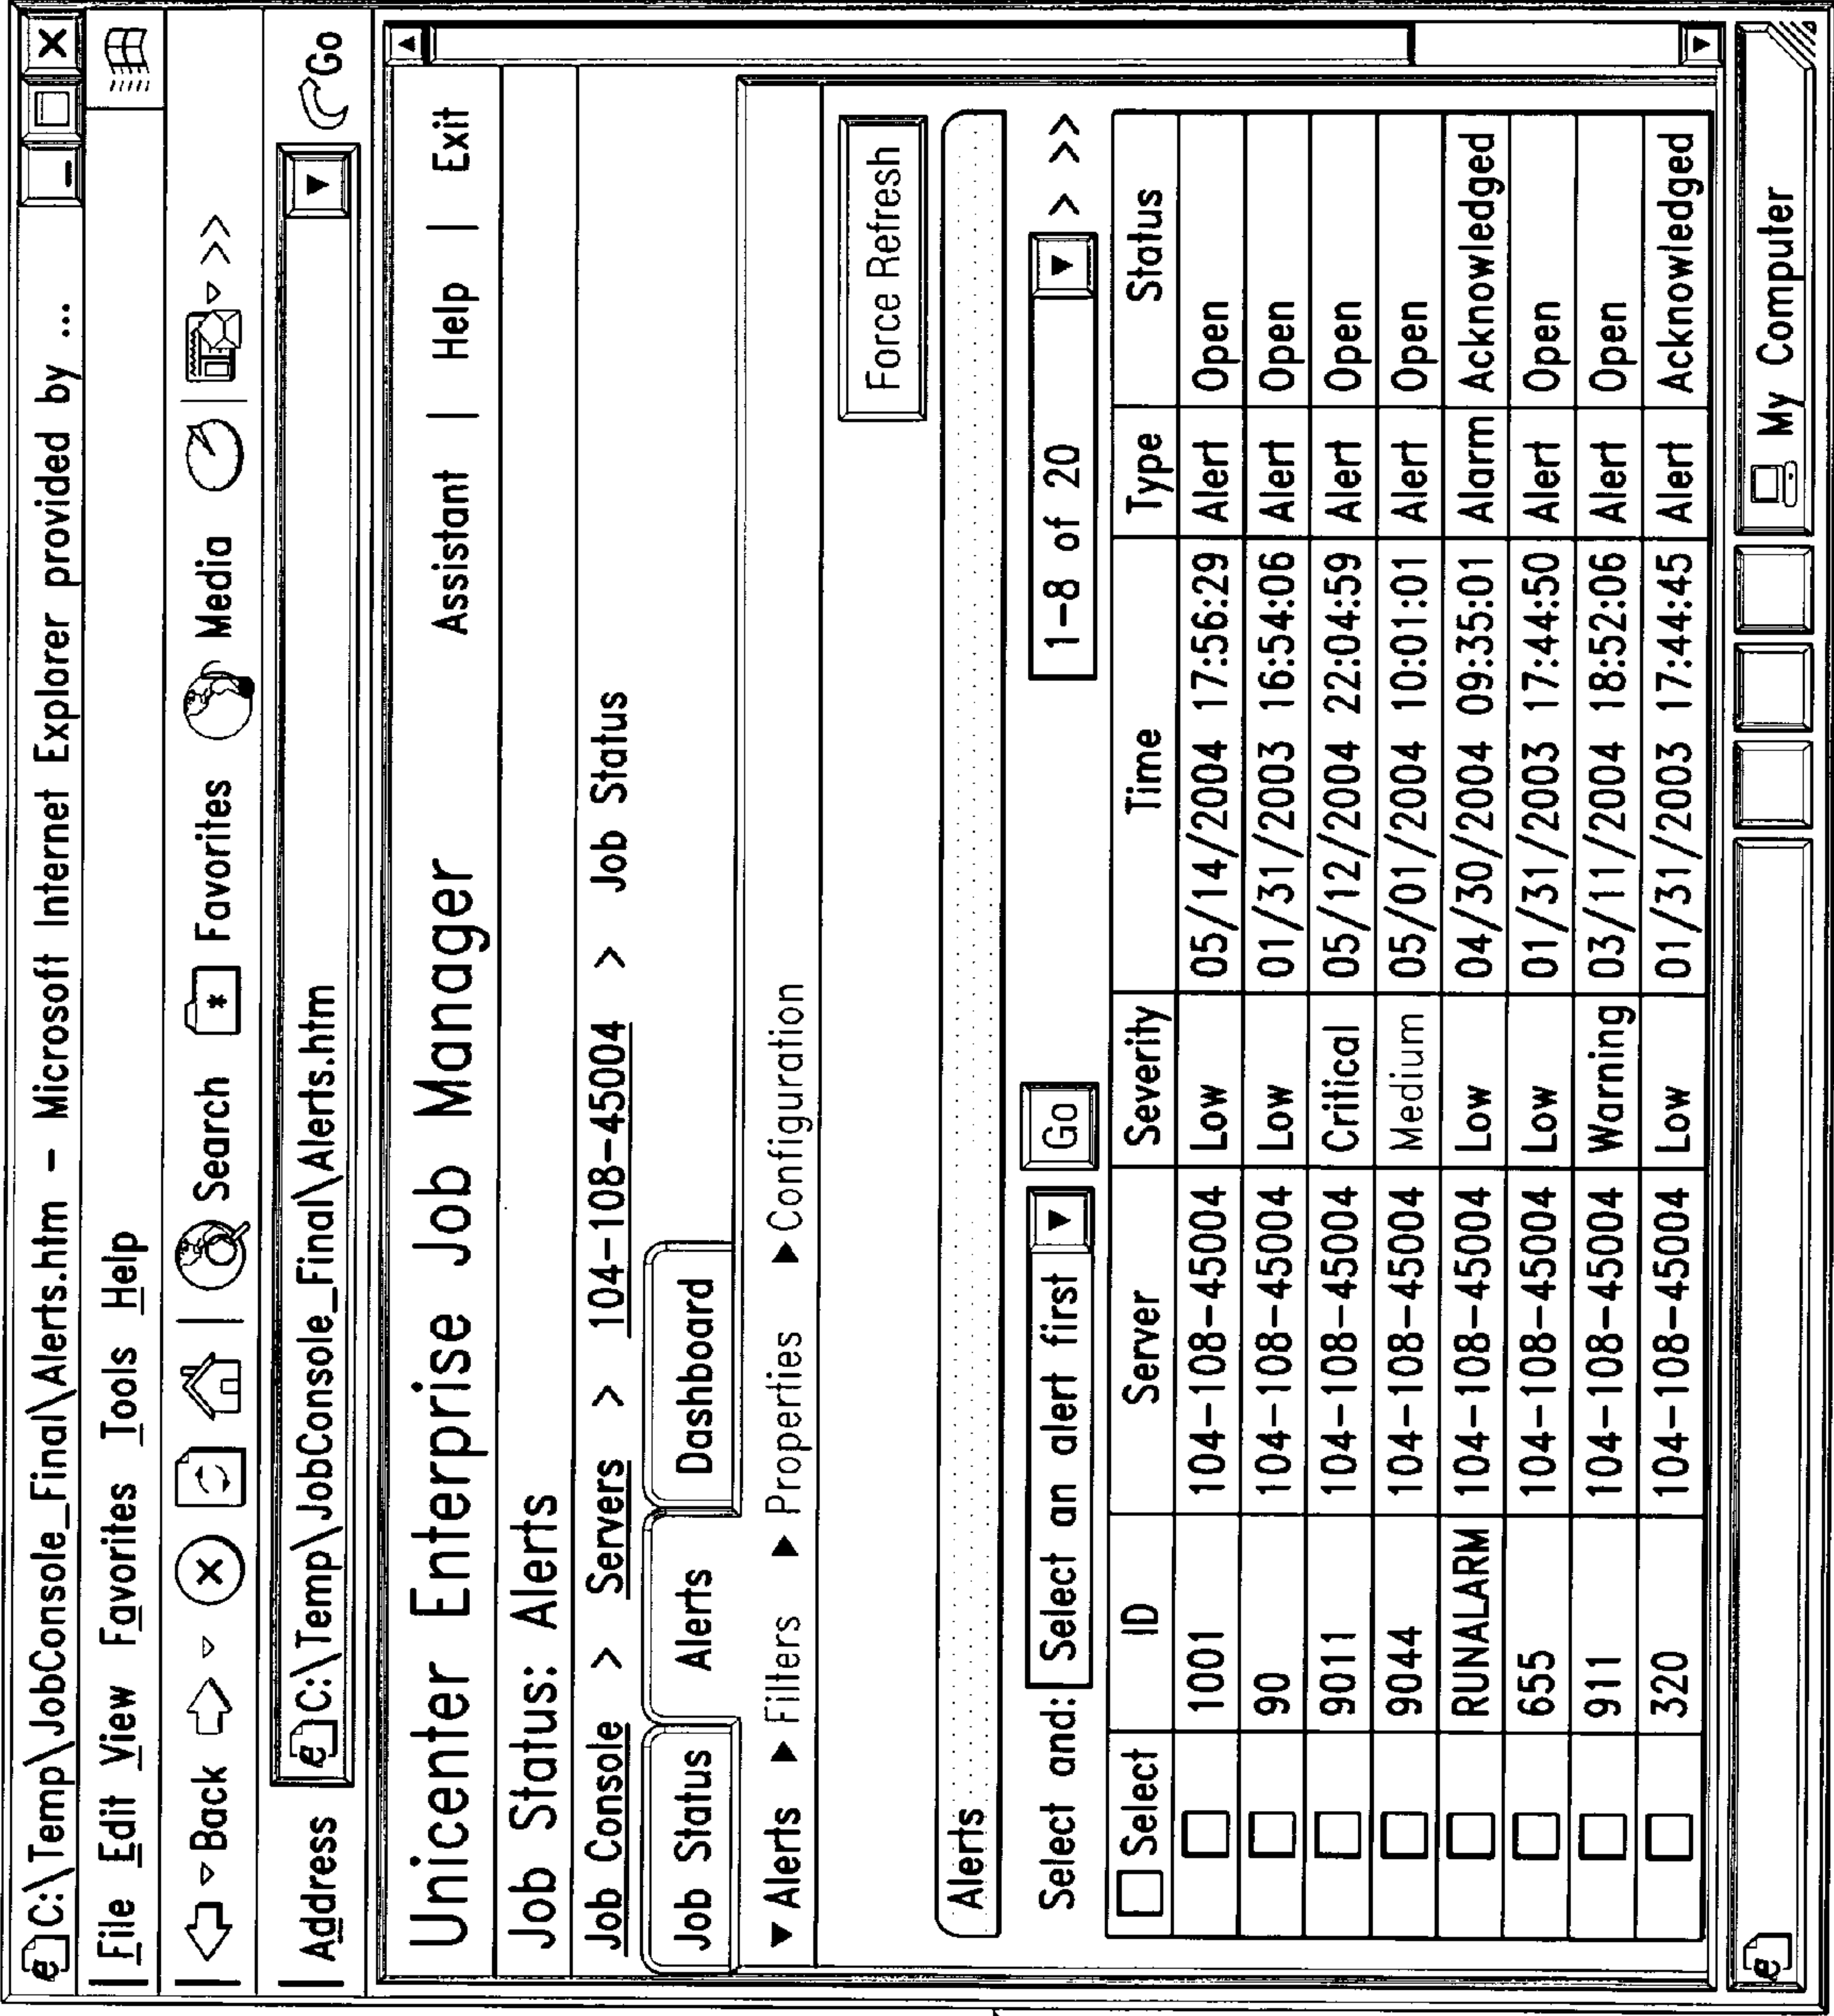 C:\Temp\JobConsole_Final\Alerts.htm – Microsoft Internet Explorer provided by ...
File Edit View Favorites Tools Help
Back Search Favorites Media >>
Address C:\Temp\JobConsole_Final\Alerts.htm Go
Unicenter Enterprise Job Manager Assistant | Help | Exit
Job Status: Alerts
Job Console > Servers > 104-108-45004 > Job Status
Job Status Alerts Dashboard
▼ Alerts ▶ Filters ▶ Properties ▶ Configuration
Force Refresh
Alerts
Select and: Select an alert first ▼ Go 1-8 of 20 ▼ > >>
Select ID Server Severity Time Type Status
1001 104-108-45004 Low 05/14/2004 17:56:29 Alert Open
90 104-108-45004 Low 01/31/2003 16:54:06 Alert Open
9011 104-108-45004 Critical 05/12/2004 22:04:59 Alert Open
9044 104-108-45004 Medium 05/01/2004 10:01:01 Alert Open
RUNALARM 104-108-45004 Low 04/30/2004 09:35:01 Alarm Acknowledged
655 104-108-45004 Low 01/31/2003 17:44:50 Alert Open
911 104-108-45004 Warning 03/11/2004 18:52:06 Alert Open
320 104-108-45004 Low 01/31/2003 17:44:45 Alert Acknowledged
My Computer